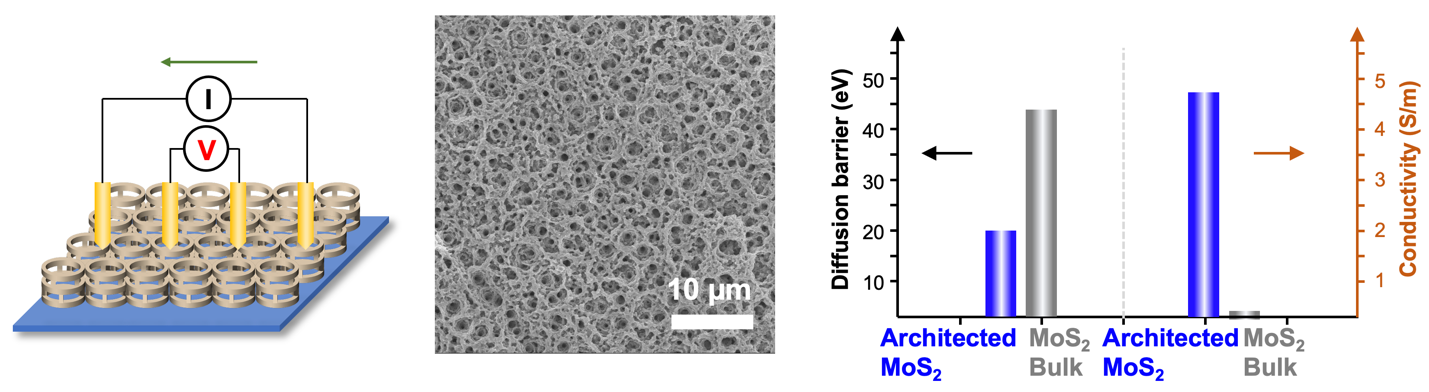 I
V
10 µm
Diffusion barrier (eV)
50
40
30
20
10
5
4
3
2
1
Conductivity (S/m)
Architected MoS₂ Architected MoS₂
MoS₂ Bulk MoS₂ Bulk